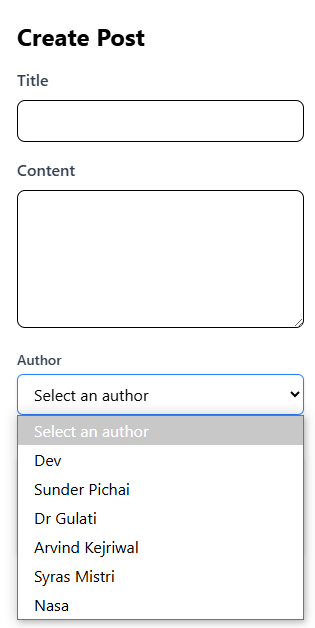 Create Post
Title
Content
Author
Select an author
Select an author
Dev
Sunder Pichai
Dr Gulati
Arvind Kejriwal
Syras Mistri
Nasa